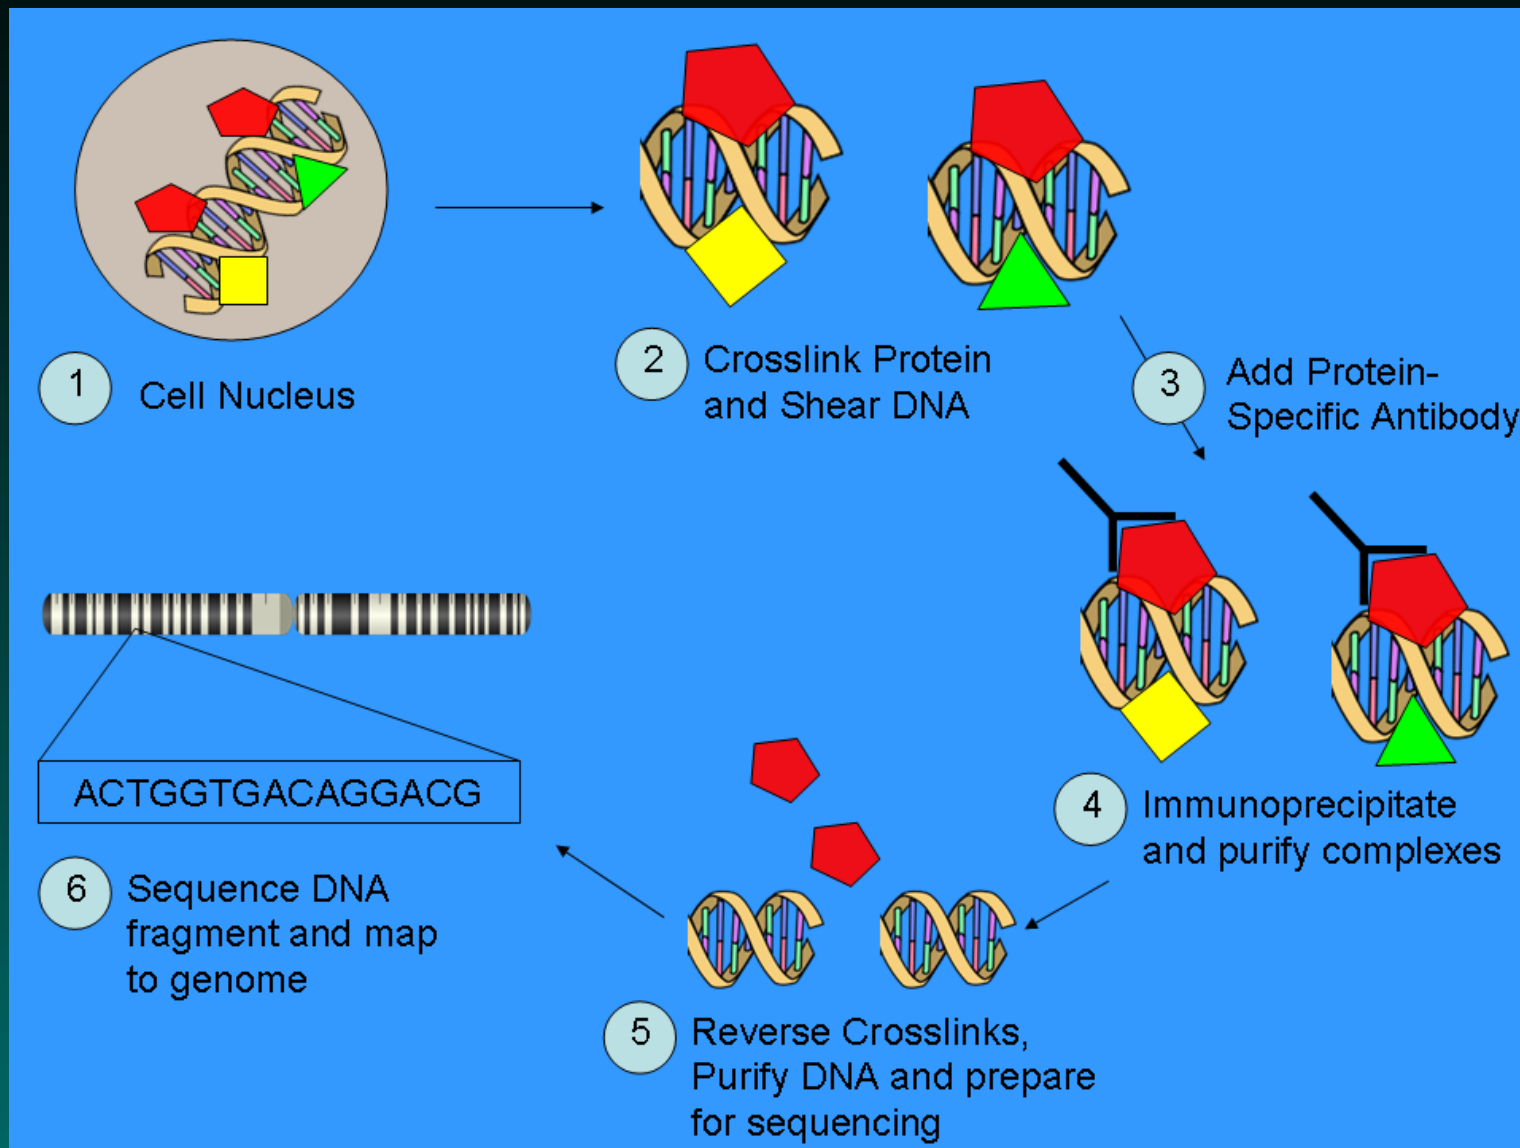 1
Cell Nucleus
2
Crosslink Protein
and Shear DNA
3
Add Protein-
Specific Antibody
4
Immunoprecipitate
and purify complexes
5
Reverse Crosslinks,
Purify DNA and prepare
for sequencing
ACTGGTGACAGGACG
6
Sequence DNA
fragment and map
to genome